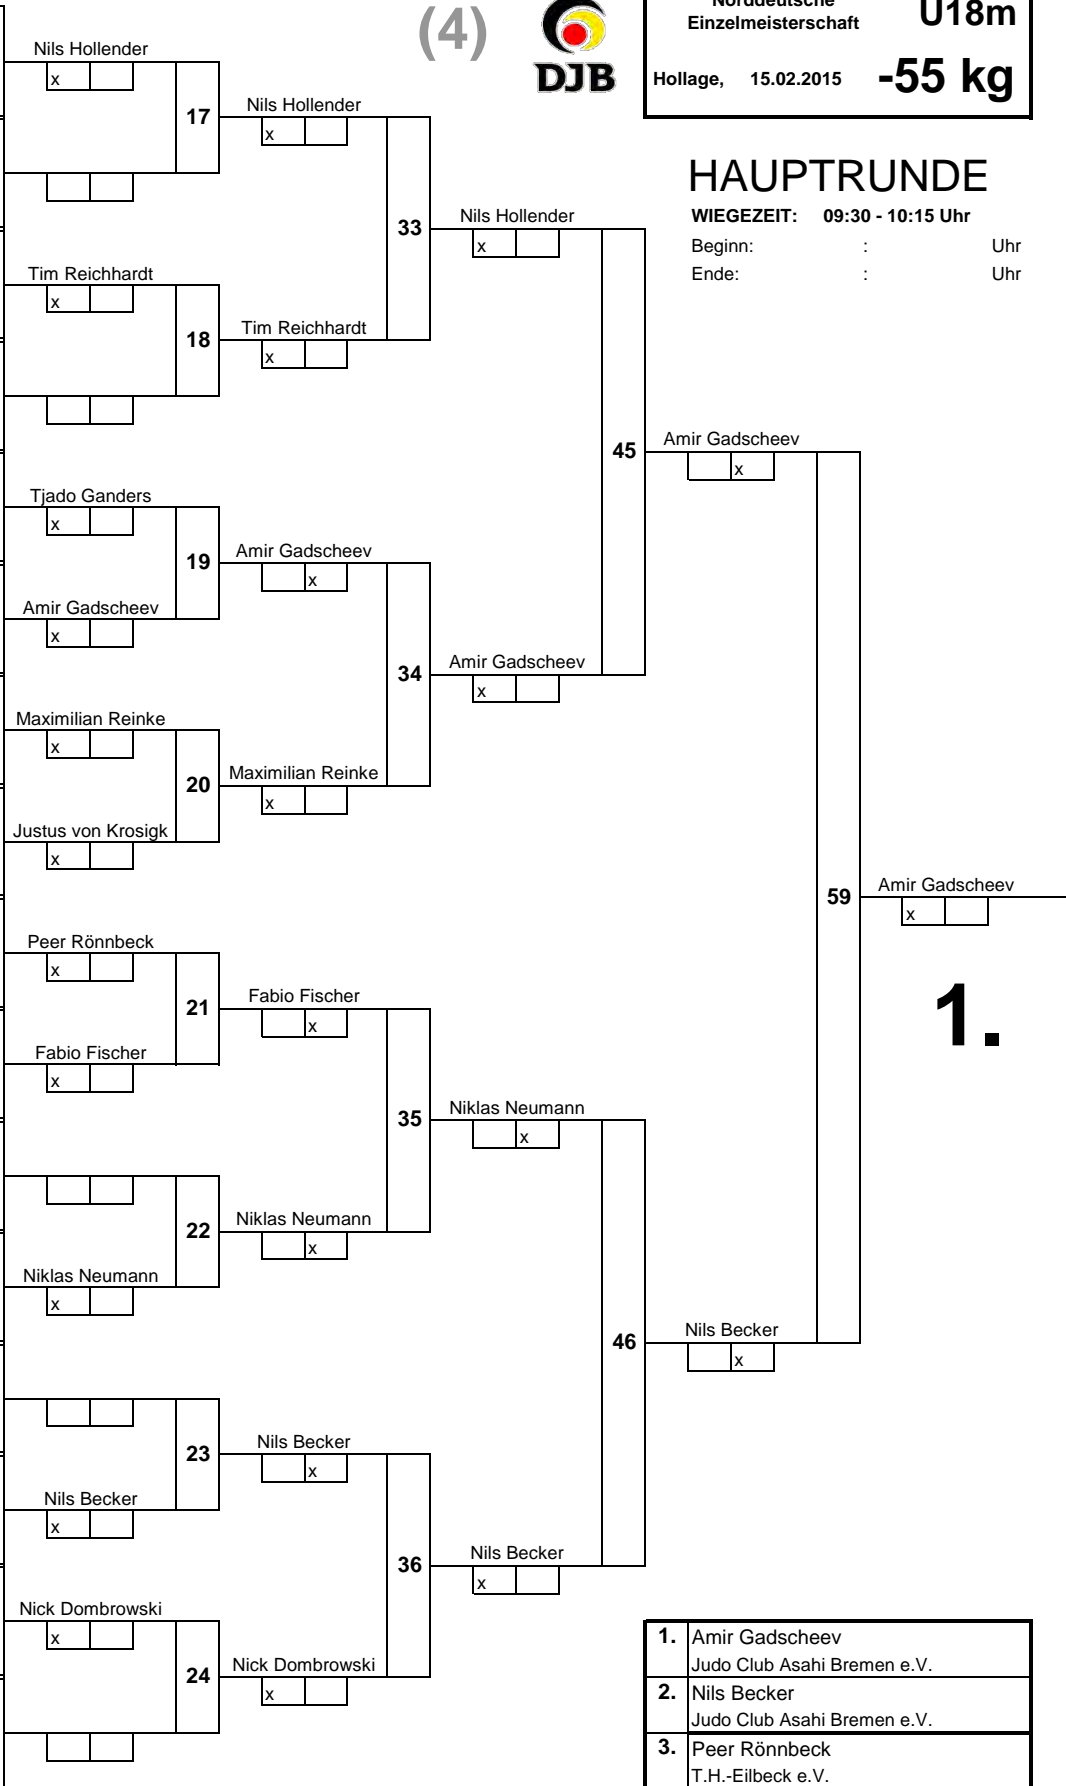 (4)
DJB
Norddeutsche
Einzelmeisterschaft
U18m
Hollage, 15.02.2015 -55 kg
HAUPTRUNDE
WIEGEZEIT: 09:30 - 10:15 Uhr
Beginn: : Uhr
Ende: : Uhr
Nils Hollender
x
17
Nils Hollender
x
33
Nils Hollender
x
Tim Reichhardt
x
18
Tim Reichhardt
x
45
Amir Gadscheev
x
Tjado Ganders
x
19
Amir Gadscheev
x
Amir Gadscheev
x
34
Amir Gadscheev
x
Maximilian Reinke
x
20
Maximilian Reinke
x
Justus von Krosigk
x
59
Amir Gadscheev
x
1.
Peer Rönnbeck
x
21
Fabio Fischer
x
Fabio Fischer
x
35
Niklas Neumann
x
22
Niklas Neumann
x
Niklas Neumann
x
46
Nils Becker
x
23
Nils Becker
x
Nils Becker
x
36
Nils Becker
x
Nick Dombrowski
x
24
Nick Dombrowski
x
1. Amir Gadscheev
Judo Club Asahi Bremen e.V.
2. Nils Becker
Judo Club Asahi Bremen e.V.
3. Peer Rönnbeck
T.H.-Eilbeck e.V.